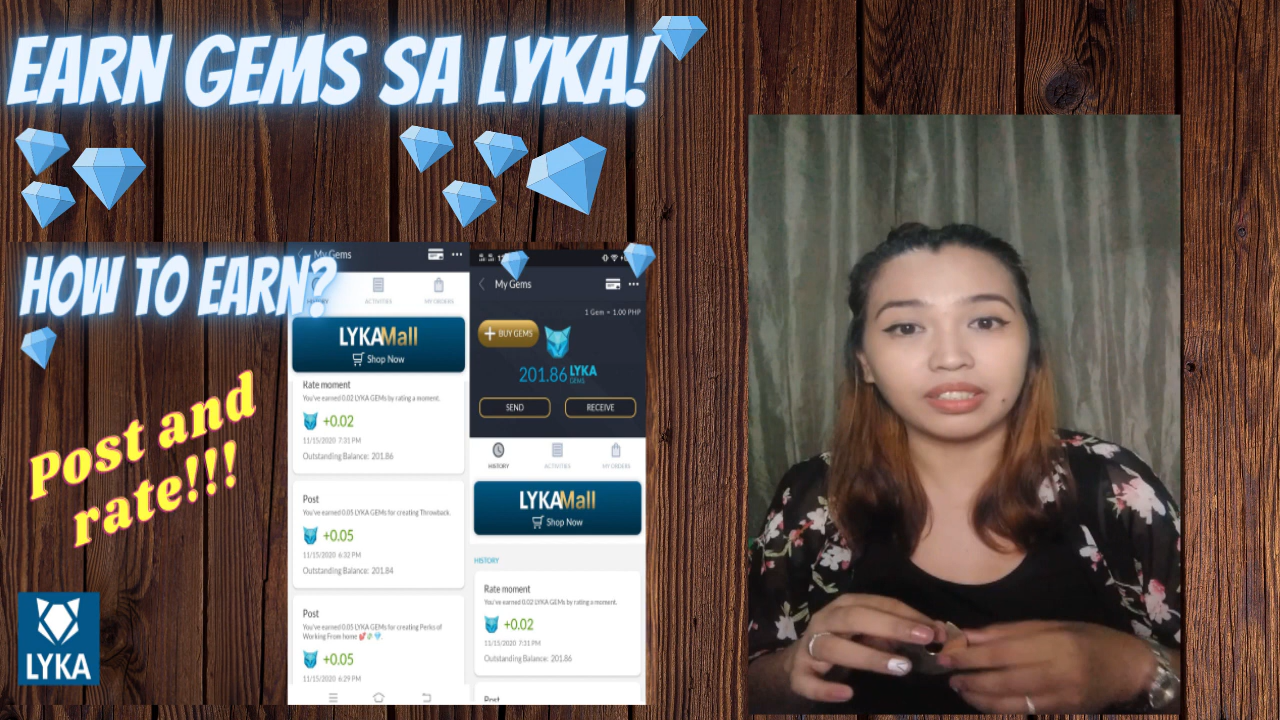 EARN GEMS SA LYKA!
HOW TO EARN?
Post and
rate!!!
LYKA
My Gems
HISTORY
ACTIVITIES
MY ORDERS
LYKAMall
Shop Now
Rate moment
You've earned 0.02 LYKA GEMs by rating a moment.
+0.02
11/15/2020 7:31 PM
Outstanding Balance: 201.86
Post
You've earned 0.05 LYKA GEMs for creating Throwback.
+0.05
11/15/2020 6:32 PM
Outstanding Balance: 201.84
Post
You've earned 0.05 LYKA GEMs for creating Perks of
Working From home
+0.05
11/15/2020 6:29 PM
My Gems
1 Gem = 1.00 PHP
+ BUY GEMS
201.86 LYKA
GEMS
SEND
RECEIVE
HISTORY
ACTIVITIES
MY ORDERS
LYKAMall
Shop Now
HISTORY
Rate moment
You've earned 0.02 LYKA GEMs by rating a moment.
+0.02
11/15/2020 7:31 PM
Outstanding Balance: 201.86
Post